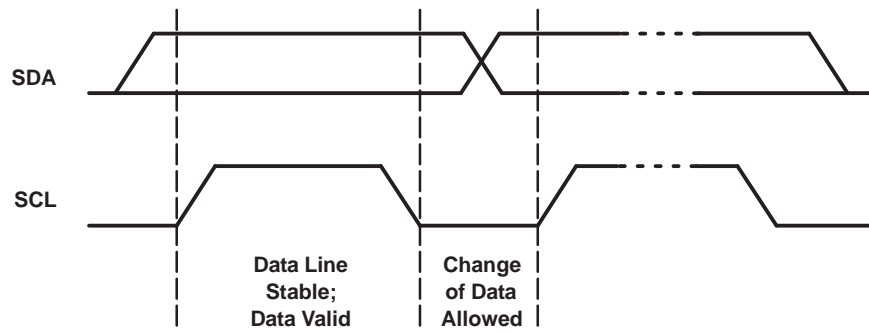 SDA
SCL
Data Line
Stable;
Data Valid
Change
of Data
Allowed